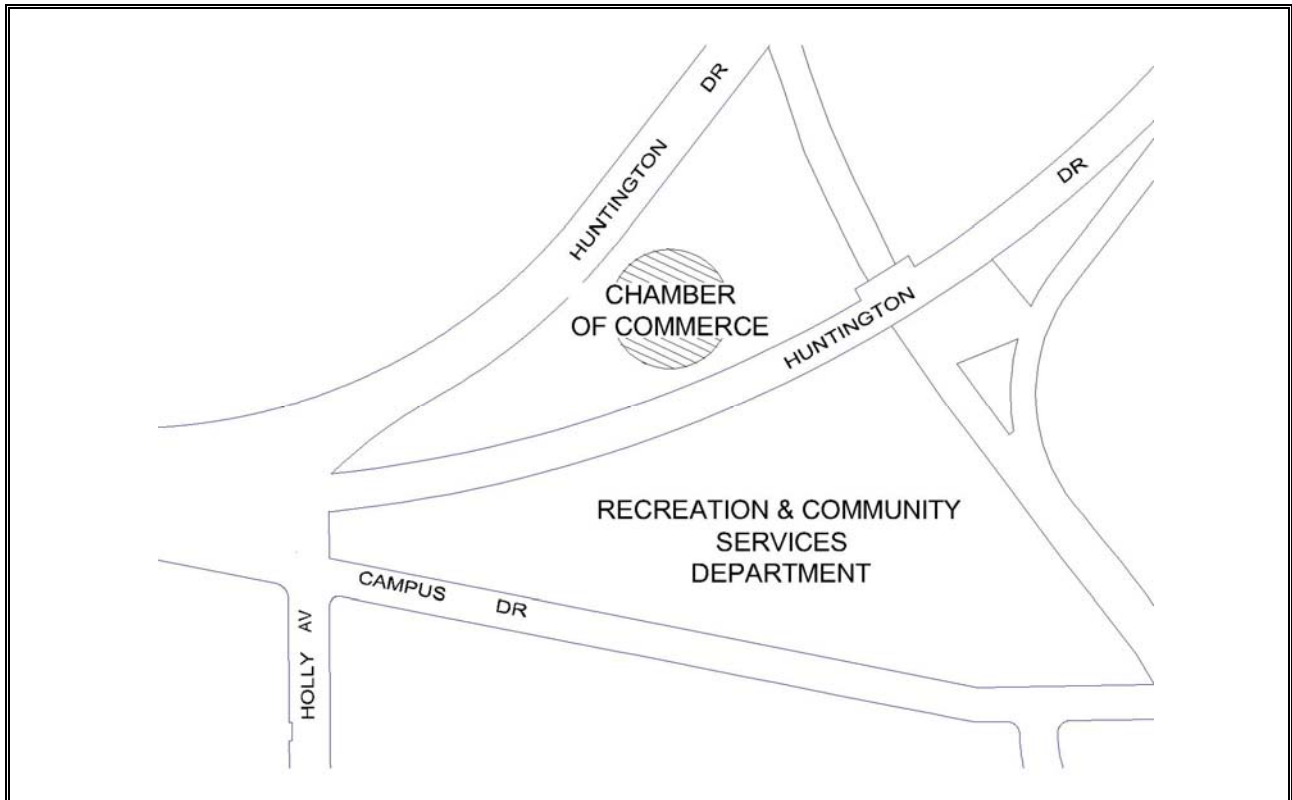 HUNTINGTON DR
HUNTINGTON DR
CHAMBER
OF COMMERCE
RECREATION & COMMUNITY
SERVICES
DEPARTMENT
CAMPUS DR
HOLLY AV